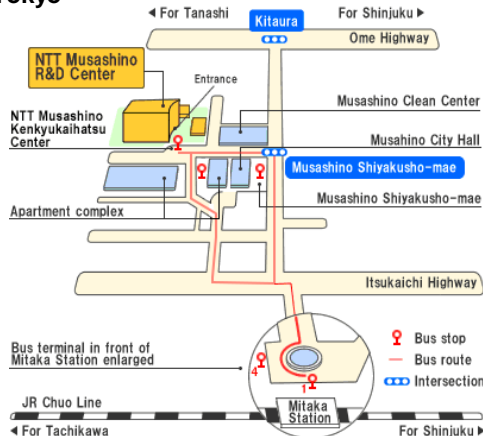 Tokyo
◀ For Tanashi
For Shinjuku ▶
Kitaura
Ome Highway
NTT Musashino
R&D Center
Entrance
Musashino Clean Center
NTT Musashino
Kenkyukaihatsu
Center
Musahino City Hall
Musashino Shiyakusho-mae
Musashino Shiyakusho-mae
Apartment complex
Itsukaichi Highway
Bus terminal in front of
Mitaka Station enlarged
Bus stop
Bus route
Intersection
4
1
JR Chuo Line
Mitaka
Station
◀ For Tachikawa
For Shinjuku ▶